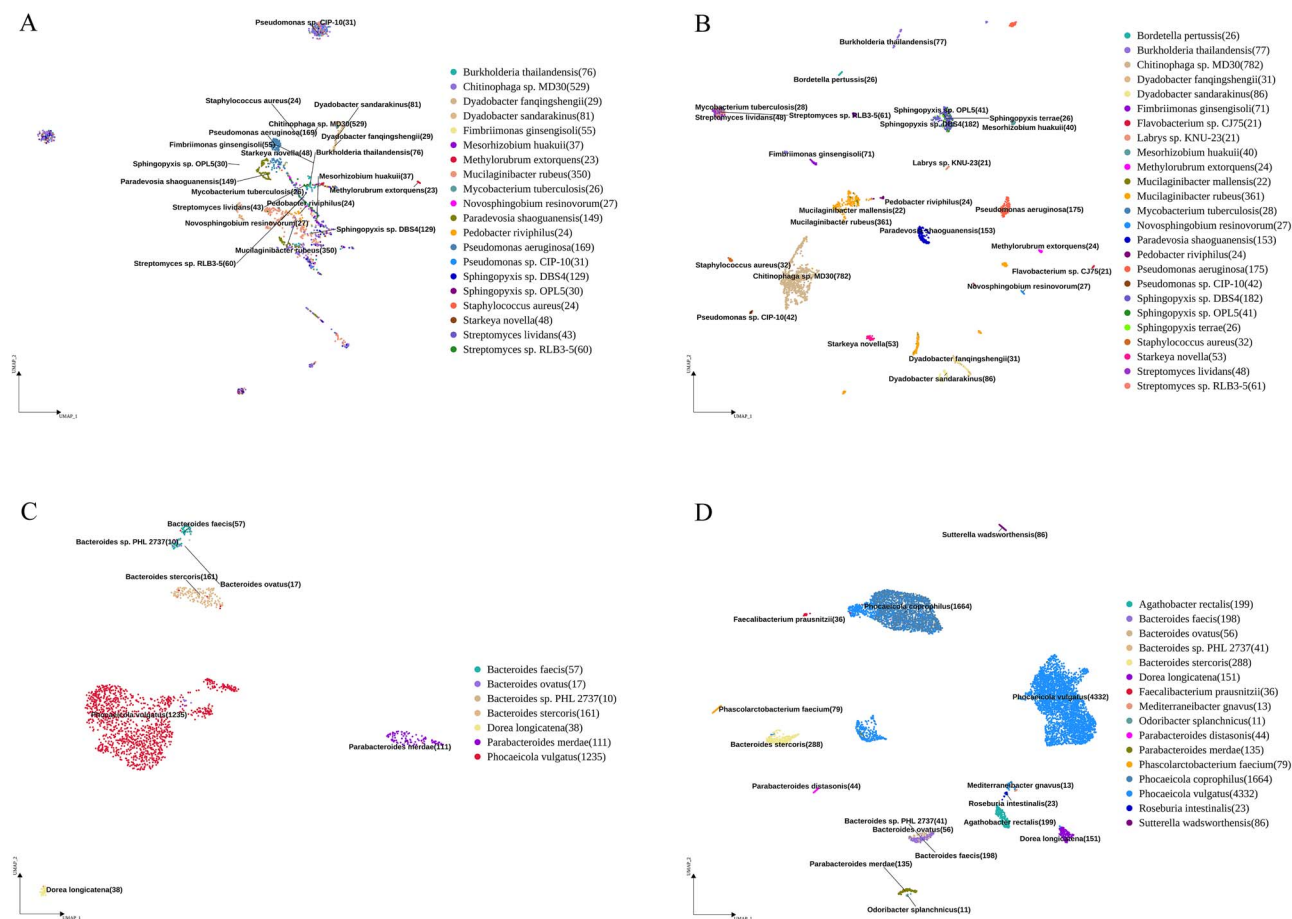 A
Pseudomonas sp. CIP-10(31)
Staphylococcus aureus(24)
Dyadobacter sandarakinus(81)
Chitinophaga sp. MD30(529)
Pseudomonas aeruginosa(169)
Dyadobacter fanqingshengii(29)
Fimbriimonas ginsengisoli(55)
Starkeya novella(48)
Burkholderia thailandensis(76)
Sphingopyxis sp. OPL5(30)
Mesorhizobium huakuii(37)
Paradevosia shaoguanensis(149)
Mycobacterium tuberculosis(26)
Methylorubrum extorquens(23)
Pedobacter riviphilus(24)
Streptomyces lividans(43)
Novosphingobium resinovorum(27)
Sphingopyxis sp. DBS4(129)
Mucilaginibacter rubeus(350)
Streptomyces sp. RLB3-5(60)
UMAP_2
UMAP_1
Burkholderia thailandensis(76)
Chitinophaga sp. MD30(529)
Dyadobacter fanqingshengii(29)
Dyadobacter sandarakinus(81)
Fimbriimonas ginsengisoli(55)
Mesorhizobium huakuii(37)
Methylorubrum extorquens(23)
Mucilaginibacter rubeus(350)
Mycobacterium tuberculosis(26)
Novosphingobium resinovorum(27)
Paradevosia shaoguanensis(149)
Pedobacter riviphilus(24)
Pseudomonas aeruginosa(169)
Pseudomonas sp. CIP-10(31)
Sphingopyxis sp. DBS4(129)
Sphingopyxis sp. OPL5(30)
Staphylococcus aureus(24)
Starkeya novella(48)
Streptomyces lividans(43)
Streptomyces sp. RLB3-5(60)
B
Burkholderia thailandensis(77)
Bordetella pertussis(26)
Mycobacterium tuberculosis(28)
Streptomyces lividans(48)
Streptomyces sp. RLB3-5(61)
Sphingopyxis sp. OPL5(41)
Sphingopyxis terrae(26)
Sphingopyxis sp. DBS4(182)
Mesorhizobium huakuii(40)
Fimbriimonas ginsengisoli(71)
Labrys sp. KNU-23(21)
Pedobacter riviphilus(24)
Mucilaginibacter mallensis(22)
Pseudomonas aeruginosa(175)
Mucilaginibacter rubeus(361)
Paradevosia shaoguanensis(153)
Methylorubrum extorquens(24)
Staphylococcus aureus(32)
Flavobacterium sp. CJ75(21)
Chitinophaga sp. MD30(782)
Novosphingobium resinovorum(27)
Pseudomonas sp. CIP-10(42)
Starkeya novella(53)
Dyadobacter fanqingshengii(31)
Dyadobacter sandarakinus(86)
UMAP_2
UMAP_1
Bordetella pertussis(26)
Burkholderia thailandensis(77)
Chitinophaga sp. MD30(782)
Dyadobacter fanqingshengii(31)
Dyadobacter sandarakinus(86)
Fimbriimonas ginsengisoli(71)
Flavobacterium sp. CJ75(21)
Labrys sp. KNU-23(21)
Mesorhizobium huakuii(40)
Methylorubrum extorquens(24)
Mucilaginibacter mallensis(22)
Mucilaginibacter rubeus(361)
Mycobacterium tuberculosis(28)
Novosphingobium resinovorum(27)
Paradevosia shaoguanensis(153)
Pedobacter riviphilus(24)
Pseudomonas aeruginosa(175)
Pseudomonas sp. CIP-10(42)
Sphingopyxis sp. DBS4(182)
Sphingopyxis sp. OPL5(41)
Sphingopyxis terrae(26)
Staphylococcus aureus(32)
Starkeya novella(53)
Streptomyces lividans(48)
Streptomyces sp. RLB3-5(61)
C
Bacteroides faecis(57)
Bacteroides sp. PHL 2737(10)
Bacteroides stercoris(161)
Bacteroides ovatus(17)
Phocaeicola vulgatus(1235)
Parabacteroides merdae(111)
Dorea longicatena(38)
UMAP_2
UMAP_1
Bacteroides faecis(57)
Bacteroides ovatus(17)
Bacteroides sp. PHL 2737(10)
Bacteroides stercoris(161)
Dorea longicatena(38)
Parabacteroides merdae(111)
Phocaeicola vulgatus(1235)
D
Sutterella wadsworthensis(86)
Phocaeicola coprophilus(1664)
Faecalibacterium prausnitzii(36)
Phocaeicola vulgatus(4332)
Phascolarctobacterium faecium(79)
Bacteroides stercoris(288)
Parabacteroides distasonis(44)
Mediterraneibacter gnavus(13)
Roseburia intestinalis(23)
Bacteroides sp. PHL 2737(41)
Agathobacter rectalis(199)
Bacteroides ovatus(56)
Dorea longicatena(151)
Bacteroides faecis(198)
Parabacteroides merdae(135)
Odoribacter splanchnicus(11)
UMAP_2
UMAP_1
Agathobacter rectalis(199)
Bacteroides faecis(198)
Bacteroides ovatus(56)
Bacteroides sp. PHL 2737(41)
Bacteroides stercoris(288)
Dorea longicatena(151)
Faecalibacterium prausnitzii(36)
Mediterraneibacter gnavus(13)
Odoribacter splanchnicus(11)
Parabacteroides distasonis(44)
Parabacteroides merdae(135)
Phascolarctobacterium faecium(79)
Phocaeicola coprophilus(1664)
Phocaeicola vulgatus(4332)
Roseburia intestinalis(23)
Sutterella wadsworthensis(86)